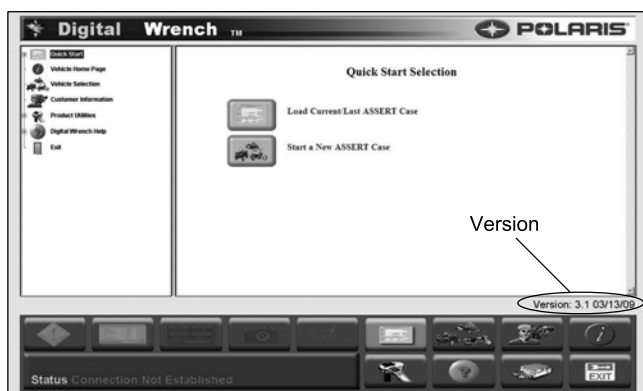 Digital Wrench TM
POLARIS
Quick Start
Vehicle Home Page
Vehicle Selection
Customer Information
Product Utilities
Digital Wrench Help
Exit
Quick Start Selection
Load Current/Last ASSERT Case
Start a New ASSERT Case
Version
Version: 3.1 03/13/09
Status Connection Not Established
EXIT